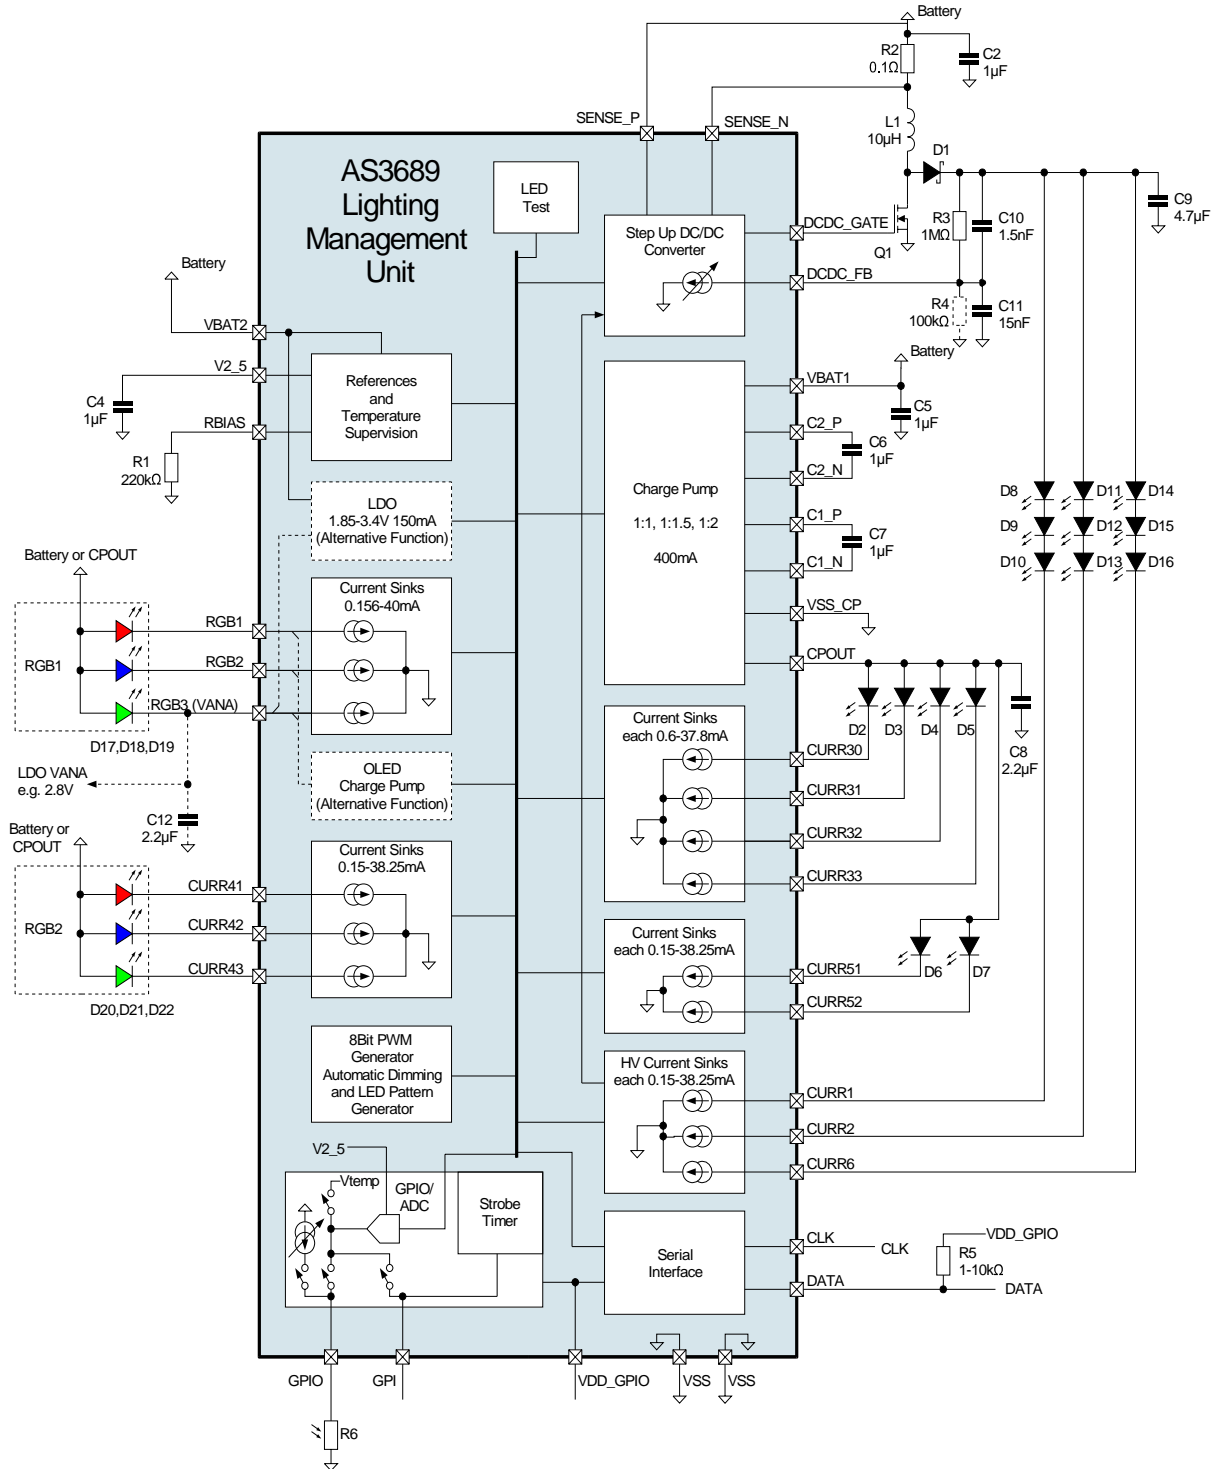 Battery
R2
0.1Ω
C2
1µF
SENSE_P
SENSE_N
L1
10µH
D1
AS3689
Lighting
Management
Unit
LED
Test
Step Up DC/DC
Converter
DCDC_GATE
Q1
R3
1MΩ
C10
1.5nF
C9
4.7µF
DCDC_FB
R4
100kΩ
C11
15nF
Battery
VBAT2
V2_5
C4
1µF
RBIAS
R1
220kΩ
References
and
Temperature
Supervision
Battery
VBAT1
C5
1µF
C2_P
C6
1µF
C2_N
C1_P
C7
1µF
C1_N
VSS_CP
CPOUT
Charge Pump
1:1, 1:1.5, 1:2
400mA
LDO
1.85-3.4V 150mA
(Alternative Function)
D8
D11
D14
D9
D12
D15
D10
D13
D16
Battery or CPOUT
RGB1
RGB1
RGB2
RGB3 (VANA)
D17,D18,D19
Current Sinks
0.156-40mA
LDO VANA
e.g. 2.8V
C12
2.2µF
OLED
Charge Pump
(Alternative Function)
Current Sinks
each 0.6-37.8mA
D2
D3
D4
D5
C8
2.2µF
CURR30
CURR31
CURR32
CURR33
Battery or
CPOUT
RGB2
CURR41
CURR42
CURR43
D20,D21,D22
Current Sinks
0.15-38.25mA
Current Sinks
each 0.15-38.25mA
D6
D7
CURR51
CURR52
8Bit PWM
Generator
Automatic Dimming
and LED Pattern
Generator
HV Current Sinks
each 0.15-38.25mA
CURR1
CURR2
CURR6
V2_5
Vtemp
GPIO/
ADC
Strobe
Timer
Serial
Interface
CLK
CLK
VDD_GPIO
R5
1-10kΩ
DATA
DATA
GPIO
GPI
VDD_GPIO
VSS
VSS
R6